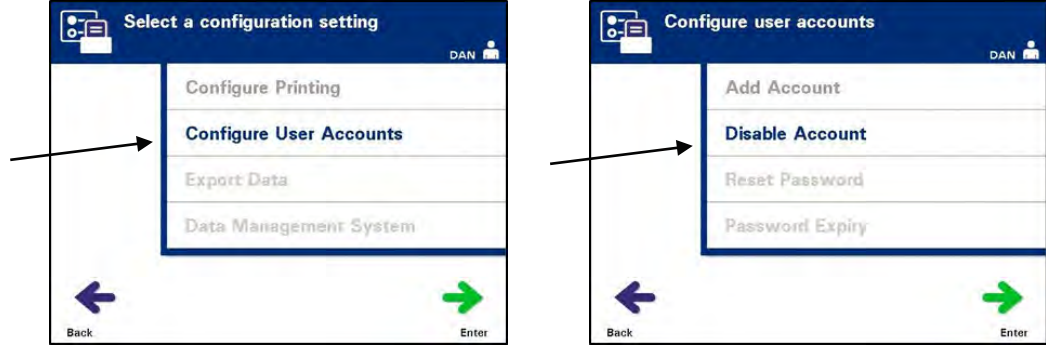 Select a configuration setting
DAN
Configure Printing
Configure User Accounts
Export Data
Data Management System
Back
Enter
Configure user accounts
DAN
Add Account
Disable Account
Reset Password
Password Expiry
Back
Enter